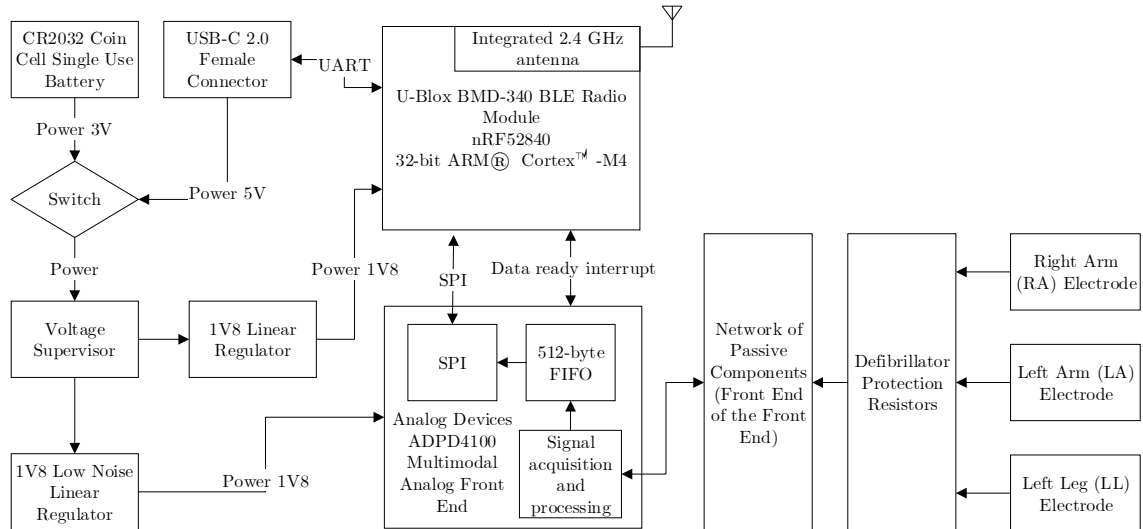 CR2032 Coin
Cell Single Use
Battery
USB-C 2.0
Female
Connector
UART
Integrated 2.4 GHz
antenna
U-Blox BMD-340 BLE Radio
Module
nRF52840
32-bit ARM® Cortex™ -M4
Power 3V
Switch
Power 5V
Power
Power 1V8
SPI
Data ready interrupt
Voltage
Supervisor
1V8 Linear
Regulator
SPI
512-byte
FIFO
Analog Devices
ADPD4100
Multimodal
Analog Front
End
Signal
acquisition
and
processing
1V8 Low Noise
Linear
Regulator
Power 1V8
Network of
Passive
Components
(Front End
of the Front
End)
Defibrillator
Protection
Resistors
Right Arm
(RA) Electrode
Left Arm (LA)
Electrode
Left Leg (LL)
Electrode